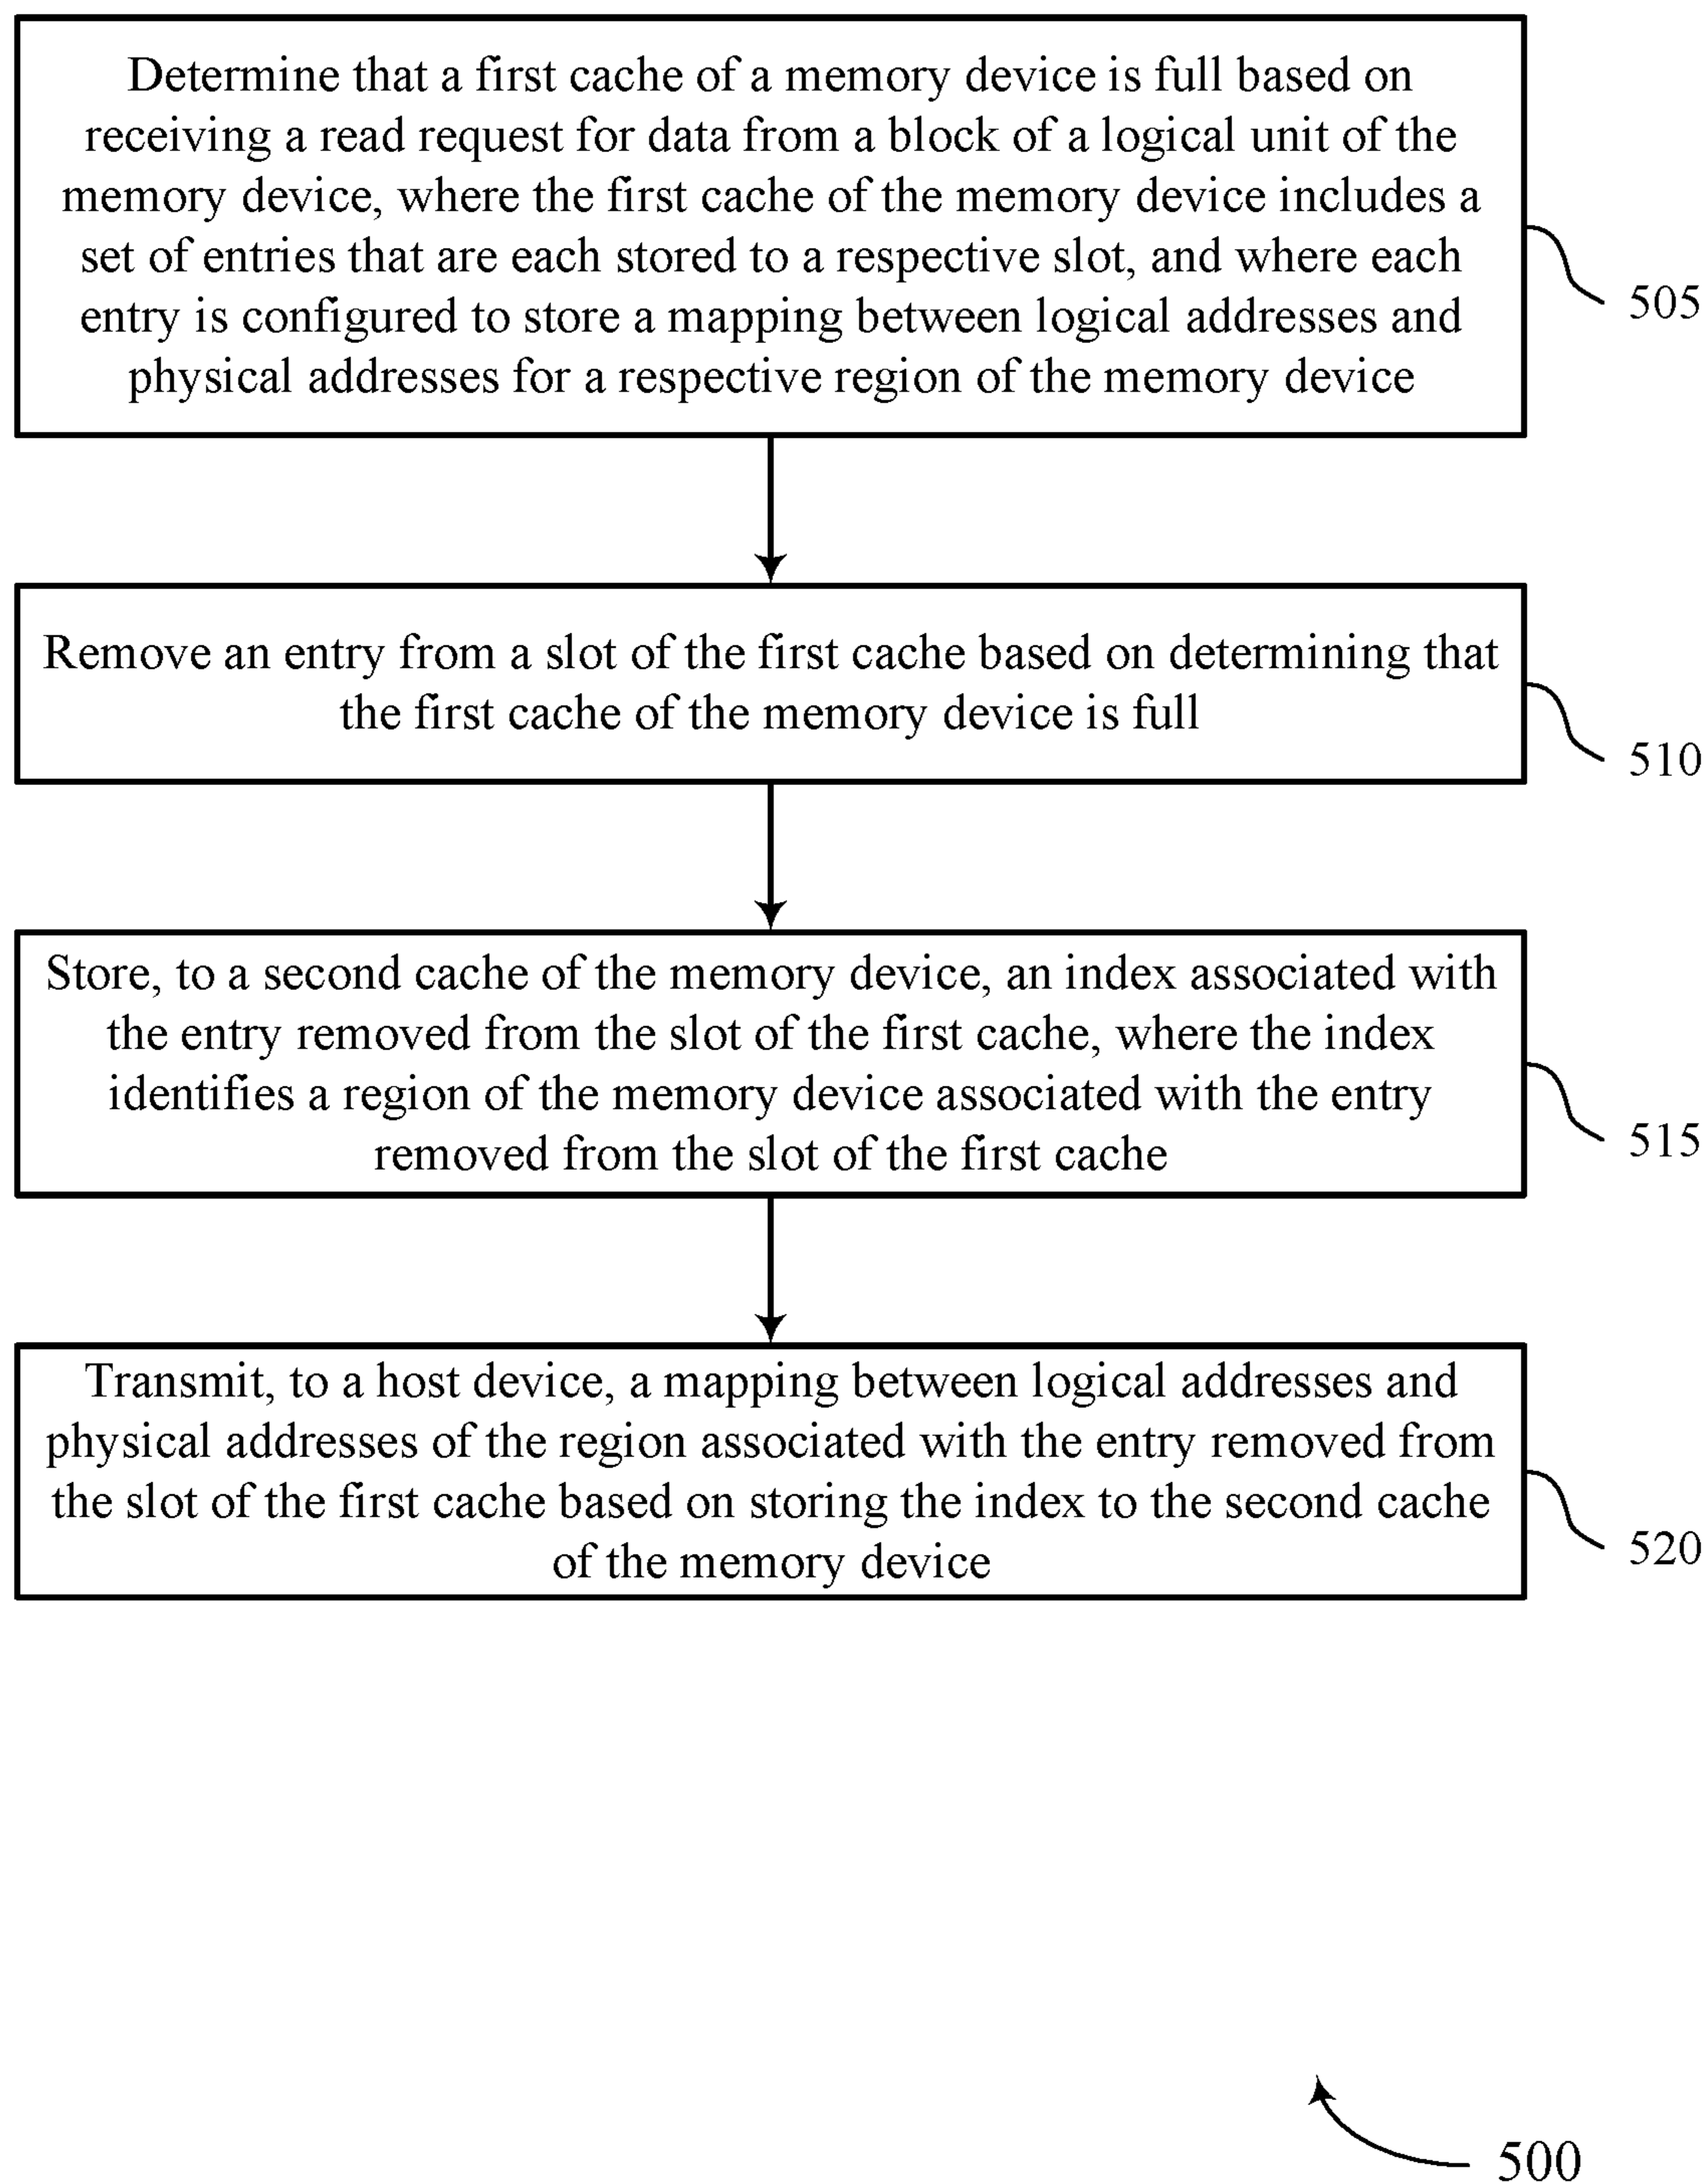 Determine that a first cache of a memory device is full based on
receiving a read request for data from a block of a logical unit of the
memory device, where the first cache of the memory device includes a
set of entries that are each stored to a respective slot, and where each
entry is configured to store a mapping between logical addresses and
physical addresses for a respective region of the memory device
505
Remove an entry from a slot of the first cache based on determining that
the first cache of the memory device is full
510
Store, to a second cache of the memory device, an index associated with
the entry removed from the slot of the first cache, where the index
identifies a region of the memory device associated with the entry
removed from the slot of the first cache
515
Transmit, to a host device, a mapping between logical addresses and
physical addresses of the region associated with the entry removed from
the slot of the first cache based on storing the index to the second cache
of the memory device
520
500